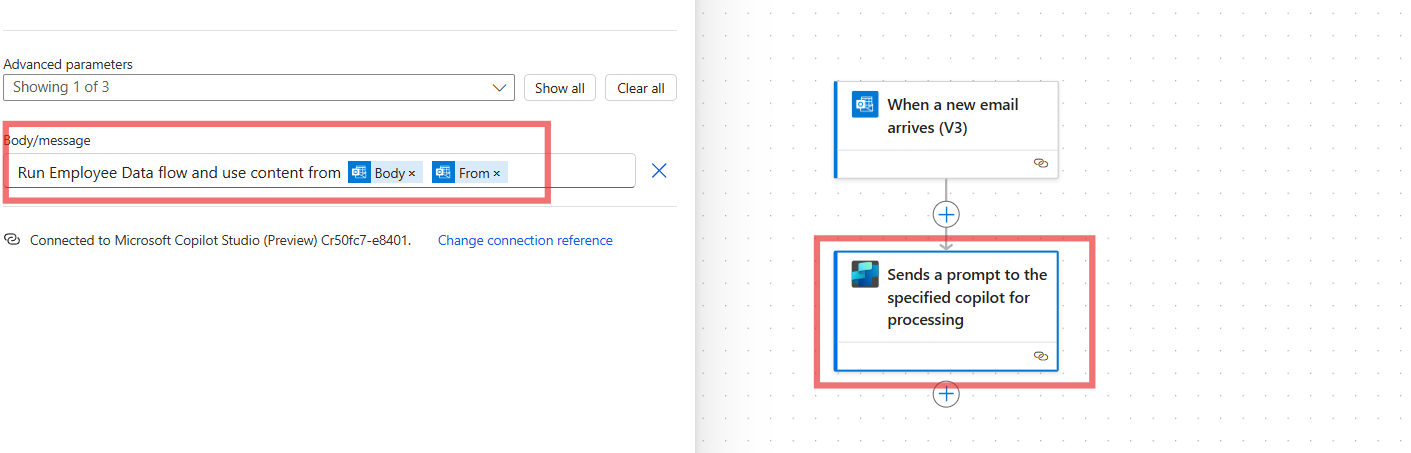 Advanced parameters
Showing 1 of 3
Show all
Clear all
Body/message
Run Employee Data flow and use content from Body × From ×
Connected to Microsoft Copilot Studio (Preview) Cr50fc7-e8401. Change connection reference
When a new email
arrives (V3)
Sends a prompt to the
specified copilot for
processing